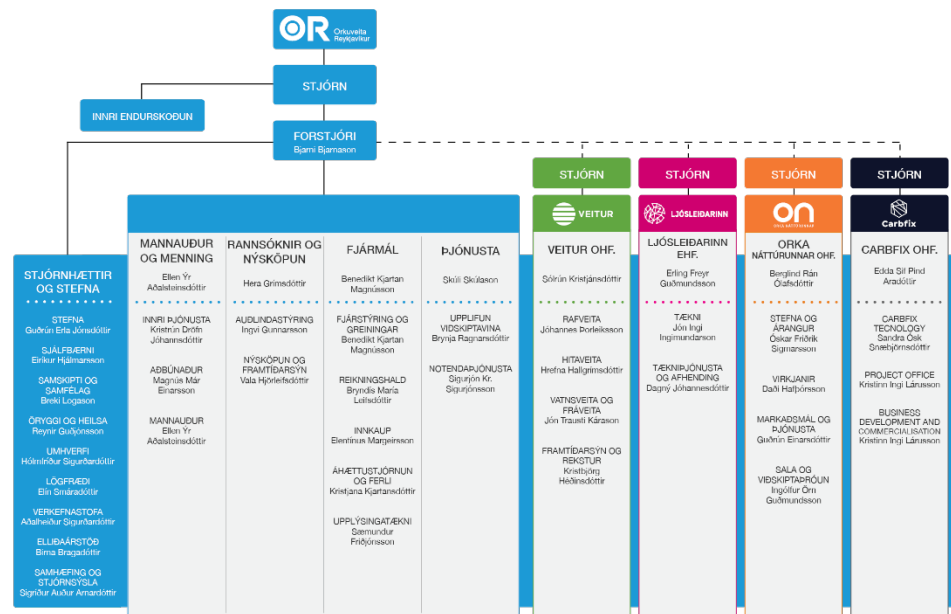 OR
Orkuveita
Reykjavíkur
STJÓRN
INNRI ENDURSKOÐUN
FORSTJÓRI
Bjarni Bjarnason
STJÓRNHÆTTIR
OG STEFNA
STEFNA
Guðrún Erla Jónsdóttir
SJÁLFBÆRNI
Eiríkur Hjálmarsson
SAMSKIPTI OG
SAMFÉLAG
Breki Logason
ÖRYGGI OG HEILSA
Reynir Guðjónsson
UMHVERFI
Hólmfríður Sigurðardóttir
LÖGFRÆÐI
Elín Smáradóttir
VERKEFNASTOFA
Aðalheiður Sigurðardóttir
ELLIÐAÁRSTÖÐ
Birna Bragadóttir
SAMHÆFING OG
STJÓRNSÝSLA
Sigríður Auður Arnardóttir
MANNAUÐUR
OG MENNING
Ellen Ýr
Aðalsteinsdóttir
INNRI ÞJÓNUSTA
Kristrún Dröfn
Jóhannsdóttir
AÐBÚNAÐUR
Magnús Már
Einarsson
MANNAUÐUR
Ellen Ýr
Aðalsteinsdóttir
RANNSÓKNIR OG
NÝSKÖPUN
Hera Grímsdóttir
AUÐLINDASTÝRING
Ingvi Gunnarsson
NÝSKÖPUN OG
FRAMTÍÐARSÝN
Vala Hjörleifsdóttir
FJÁRMÁL
Benedikt Kjartan
Magnússon
FJÁRSTÝRING OG
GREININGAR
Benedikt Kjartan
Magnússon
REIKNINGSHALD
Bryndís María
Leifsdóttir
INNKAUP
Elentínus Margeirsson
ÁHÆTTUSTJÓRNUN
OG FERLI
Kristjana Kjartansdóttir
UPPLÝSINGATÆKNI
Sæmundur
Friðjónsson
ÞJÓNUSTA
Skúli Skúlason
UPPLIFUN
VIÐSKIPTAVINA
Brynja Ragnarsdóttir
NOTENDAÞJÓNUSTA
Sigurjón Kr.
Sigurjónsson
STJÓRN
VEITUR
VEITUR OHF.
Sólrún Kristjánsdóttir
RAFVEITA
Jóhannes Þorleiksson
HITAVEITA
Hrefna Hallgrímsdóttir
VATNSVEITA OG
FRÁVEITA
Jón Trausti Kárason
FRAMTÍÐARSÝN OG
REKSTUR
Kristbjörg
Héðinsdóttir
STJÓRN
LJÓSLEIÐARINN
LJÓSLEIÐARINN
EHF.
Erling Freyr
Guðmundsson
TÆKNI
Jón Ingi
Ingimundarson
TÆKNIÞJÓNUSTA
OG AFHENDING
Dagný Jóhannesdóttir
STJÓRN
on
ORKA
NÁTTÚRUNNAR OHF.
Berglind Rán
Ólafsdóttir
STEFNA OG
ÁRANGUR
Óskar Friðrik
Sigmarsson
VIRKJANIR
Daði Hafþórsson
MARKAÐSMÁL OG
ÞJÓNUSTA
Guðrún Einarsdóttir
SALA OG
VIÐSKIPTAÞRÓUN
Ingólfur Örn
Guðmundsson
STJÓRN
Carbfix
CARBFIX OHF.
Edda Sif Pind
Aradóttir
CARBFIX
TECNOLOGY
Sandra Ósk
Snæbjörnsdóttir
PROJECT OFFICE
Kristinn Ingi Lárusson
BUSINESS
DEVELOPMENT AND
COMMERCIALISATION
Kristinn Ingi Lárusson